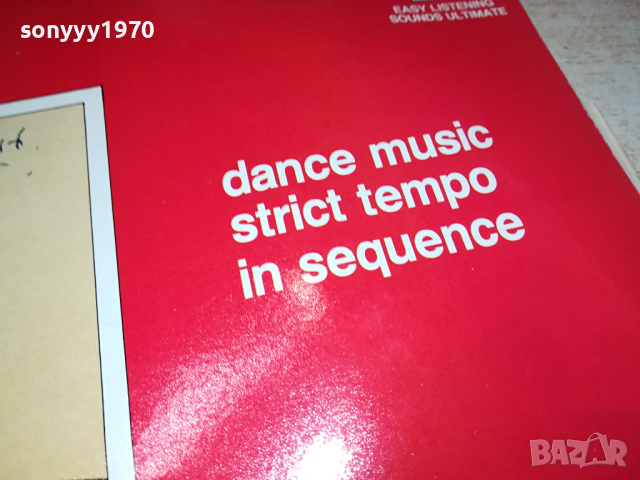 sonyyy1970
EASY LISTENING
SOUNDS ULTIMATE
dance music
strict tempo
in sequence
BAZAR